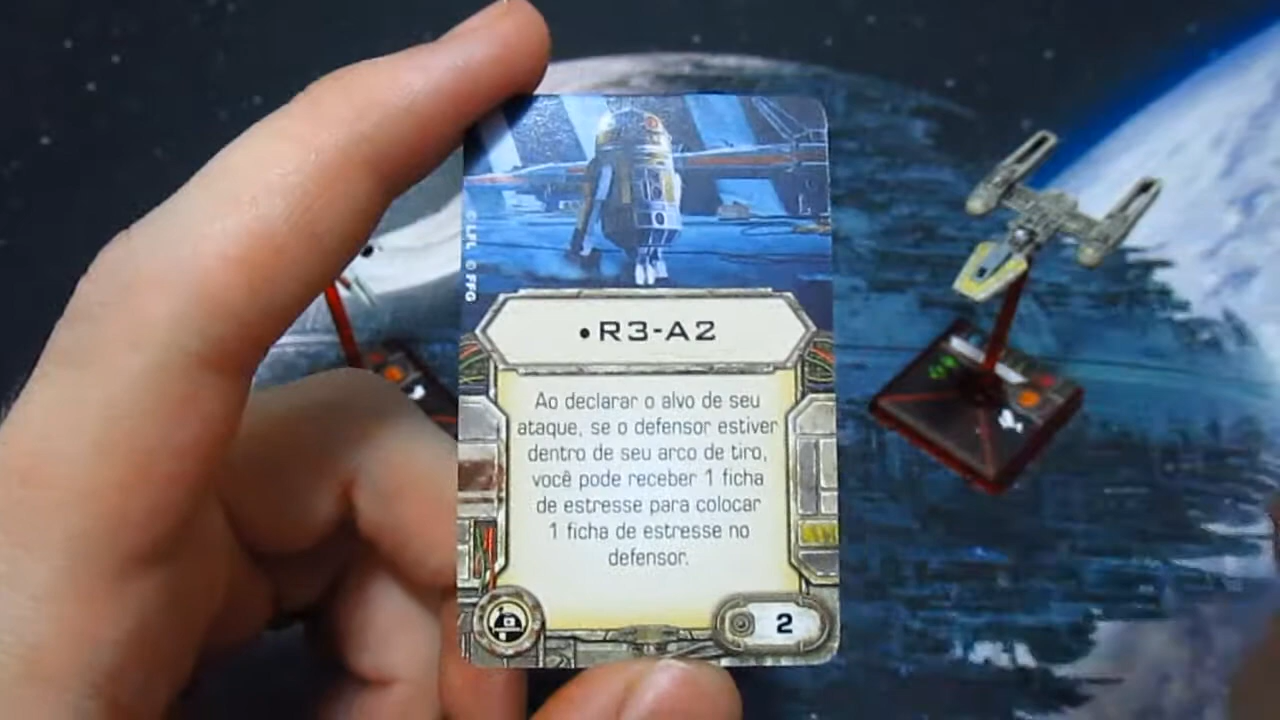 © LFL © FFG
•R3-A2
Ao declarar o alvo de seu
ataque, se o defensor estiver
dentro de seu arco de tiro,
você pode receber 1 ficha
de estresse para colocar
1 ficha de estresse no
defensor.
2